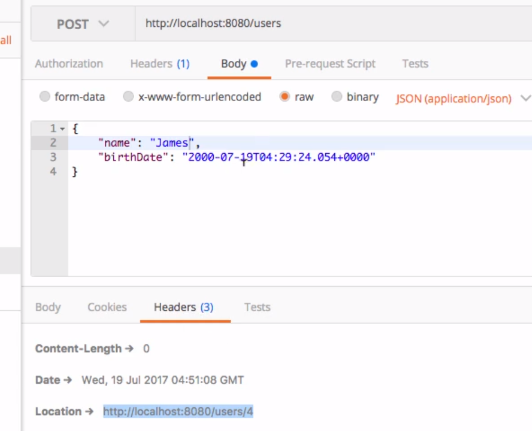 POST http://localhost:8080/users
all
Authorization Headers (1) Body Pre-request Script Tests
form-data x-www-form-urlencoded raw binary JSON (application/json)
1 {
2 "name": "James",
3 "birthDate": "2000-07-19T04:29:24.054+0000"
4 }
Body Cookies Headers (3) Tests
Content-Length → 0
Date → Wed, 19 Jul 2017 04:51:08 GMT
Location → http://localhost:8080/users/4